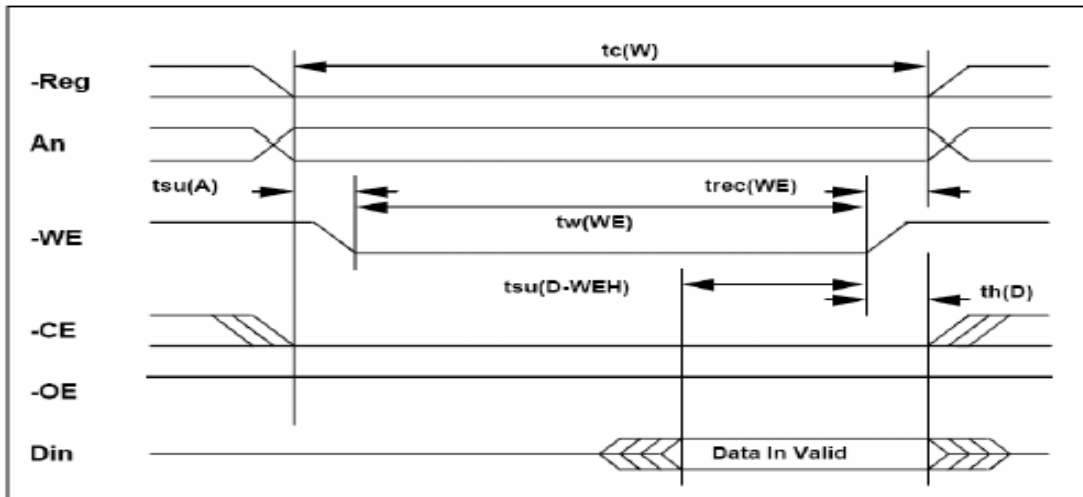 tc(W)
-Reg
An
tsu(A)
trec(WE)
tw(WE)
-WE
tsu(D-WEH)
th(D)
-CE
-OE
Din
Data In Valid